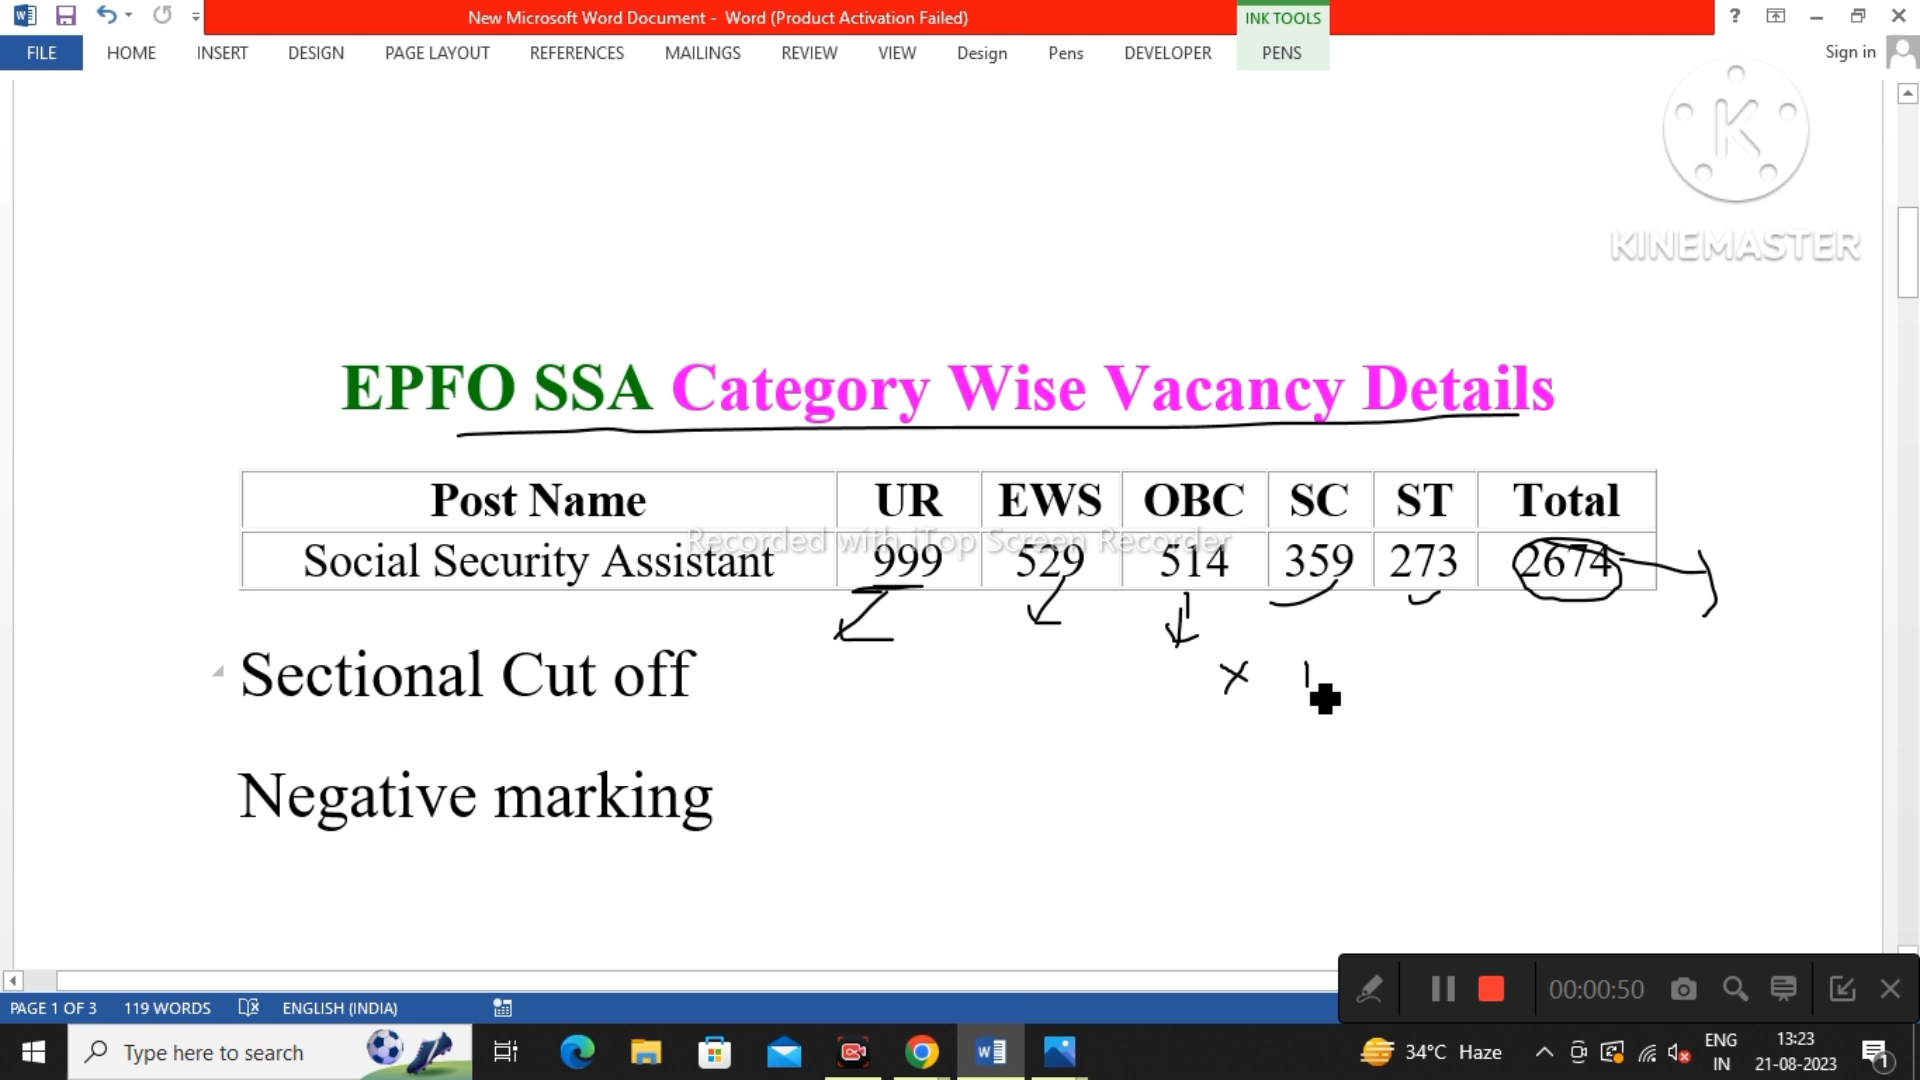 New Microsoft Word Document - Word (Product Activation Failed)
INK TOOLS
?
FILE HOME INSERT DESIGN PAGE LAYOUT REFERENCES MAILINGS REVIEW VIEW Design Pens DEVELOPER PENS
Sign in
K
KINEMASTER
EPFO SSA Category Wise Vacancy Details
Post Name UR EWS OBC SC ST Total
Recorded with iTop Screen Recorder
Social Security Assistant 999 529 514 359 273 2674
x 1
Sectional Cut off
Negative marking
00:00:50
PAGE 1 OF 3 119 WORDS ENGLISH (INDIA)
Type here to search
34°C Haze
ENG
IN
13:23
21-08-2023
1